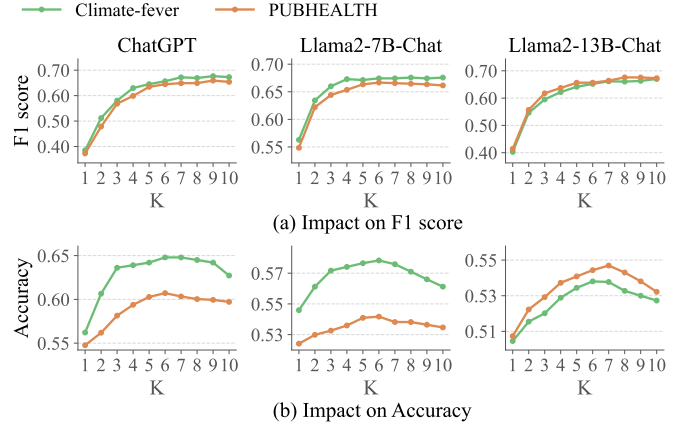 Climate-fever PUBHEALTH
ChatGPT Llama2-7B-Chat Llama2-13B-Chat
F1 score
0.70 0.60 0.50 0.40
1 2 3 4 5 6 7 8 9 10
K
0.70 0.65 0.60 0.55
1 2 3 4 5 6 7 8 9 10
K
0.70 0.60 0.50 0.40
1 2 3 4 5 6 7 8 9 10
K
(a) Impact on F1 score
Accuracy
0.65 0.60 0.55
1 2 3 4 5 6 7 8 9 10
K
0.57 0.55 0.53
1 2 3 4 5 6 7 8 9 10
K
0.55 0.53 0.51
1 2 3 4 5 6 7 8 9 10
K
(b) Impact on Accuracy